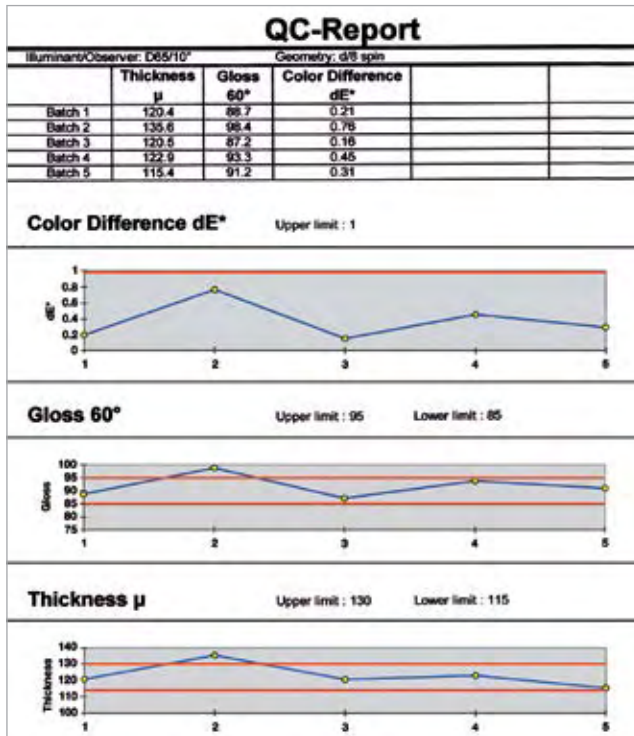 QC-Report
Illuminant/Observer: D65/10° Geometry: d/8 spin
Thickness Gloss Color Difference
µ 60° dE*
Batch 1 120.4 88.7 0.21
Batch 2 135.6 98.4 0.76
Batch 3 120.5 87.2 0.16
Batch 4 122.9 93.3 0.45
Batch 5 115.4 91.2 0.31
Color Difference dE* Upper limit : 1
dE*
1
0.8
0.6
0.4
0.2
0
1 2 3 4 5
Gloss 60° Upper limit : 95 Lower limit : 85
Gloss
100
95
90
85
80
75
1 2 3 4 5
Thickness µ Upper limit : 130 Lower limit : 115
Thickness
140
130
120
110
100
1 2 3 4 5